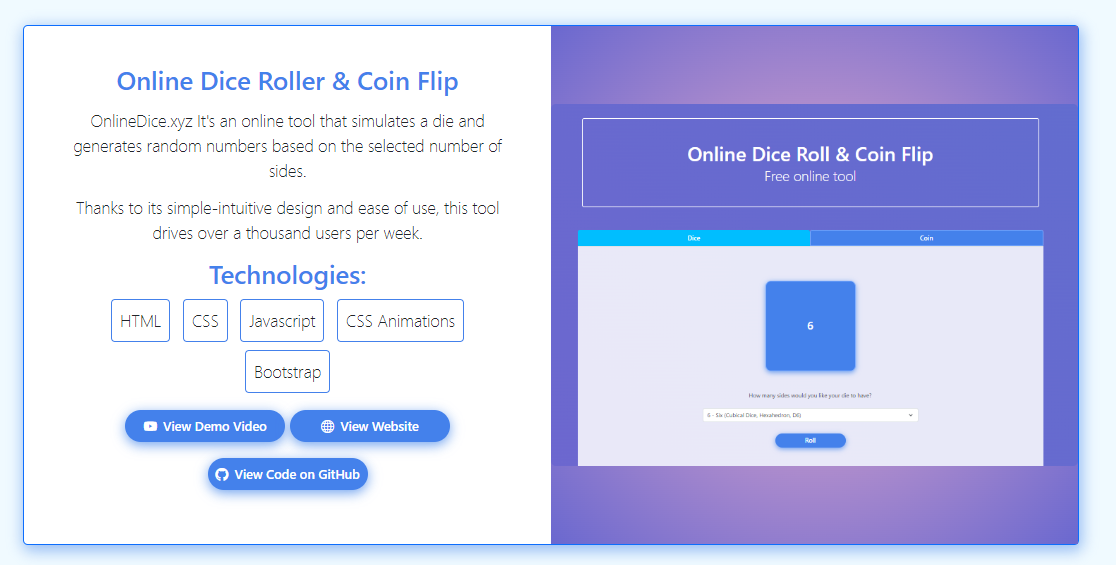 Online Dice Roller & Coin Flip
OnlineDice.xyz It's an online tool that simulates a die and
generates random numbers based on the selected number of
sides.
Thanks to its simple-intuitive design and ease of use, this tool
drives over a thousand users per week.
Technologies:
HTML
CSS
Javascript
CSS Animations
Bootstrap
View Demo Video
View Website
View Code on GitHub
Online Dice Roll & Coin Flip
Free online tool
Dice
Coin
6
How many sides would you like your die to have?
6 - Six (Cubical Dice, Hexahedron, D6)
Roll